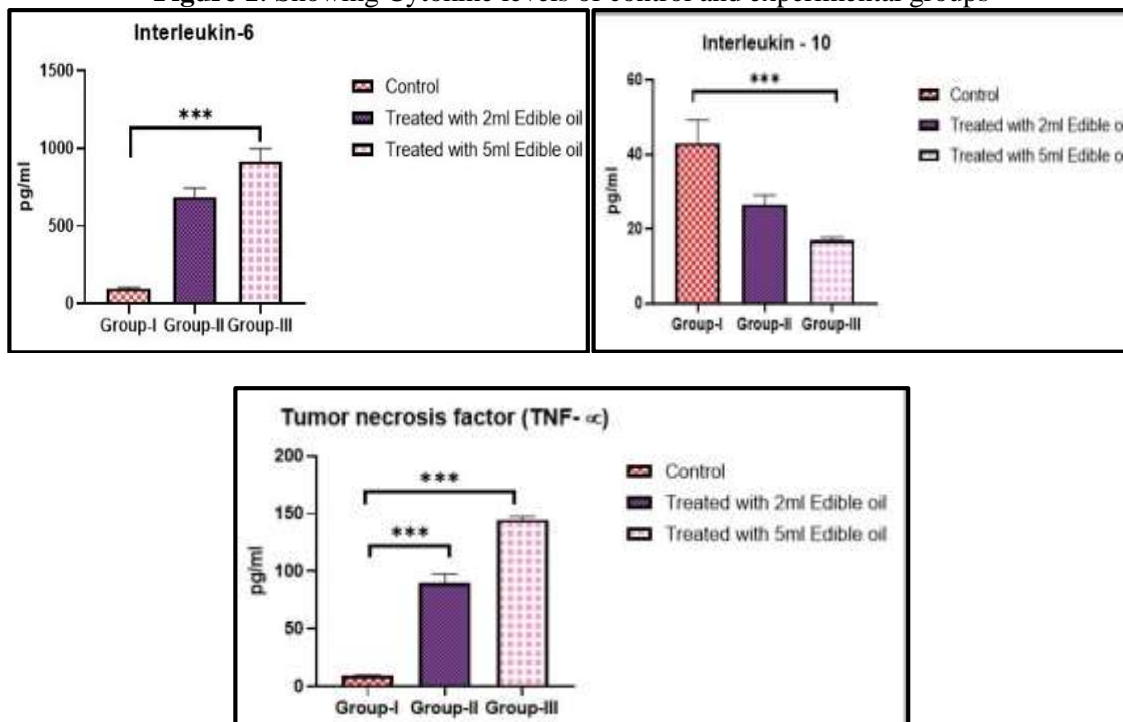 Figure Showing Cytokine levels of control and experimental groups
Interleukin-6
1500
1000
500
0
pg/ml
***
Group-I Group-II Group-III
Control
Treated with 2ml Edible oil
Treated with 5ml Edible oil
Interleukin - 10
60
40
20
0
pg/ml
***
Group-I Group-II Group-III
Control
Treated with 2ml Edible o
Treated with 5ml Edible o
Tumor necrosis factor (TNF- ∝)
200
150
100
50
0
pg/ml
***
***
Group-I Group-II Group-III
Control
Treated with 2ml Edible oil
Treated with 5ml Edible oil